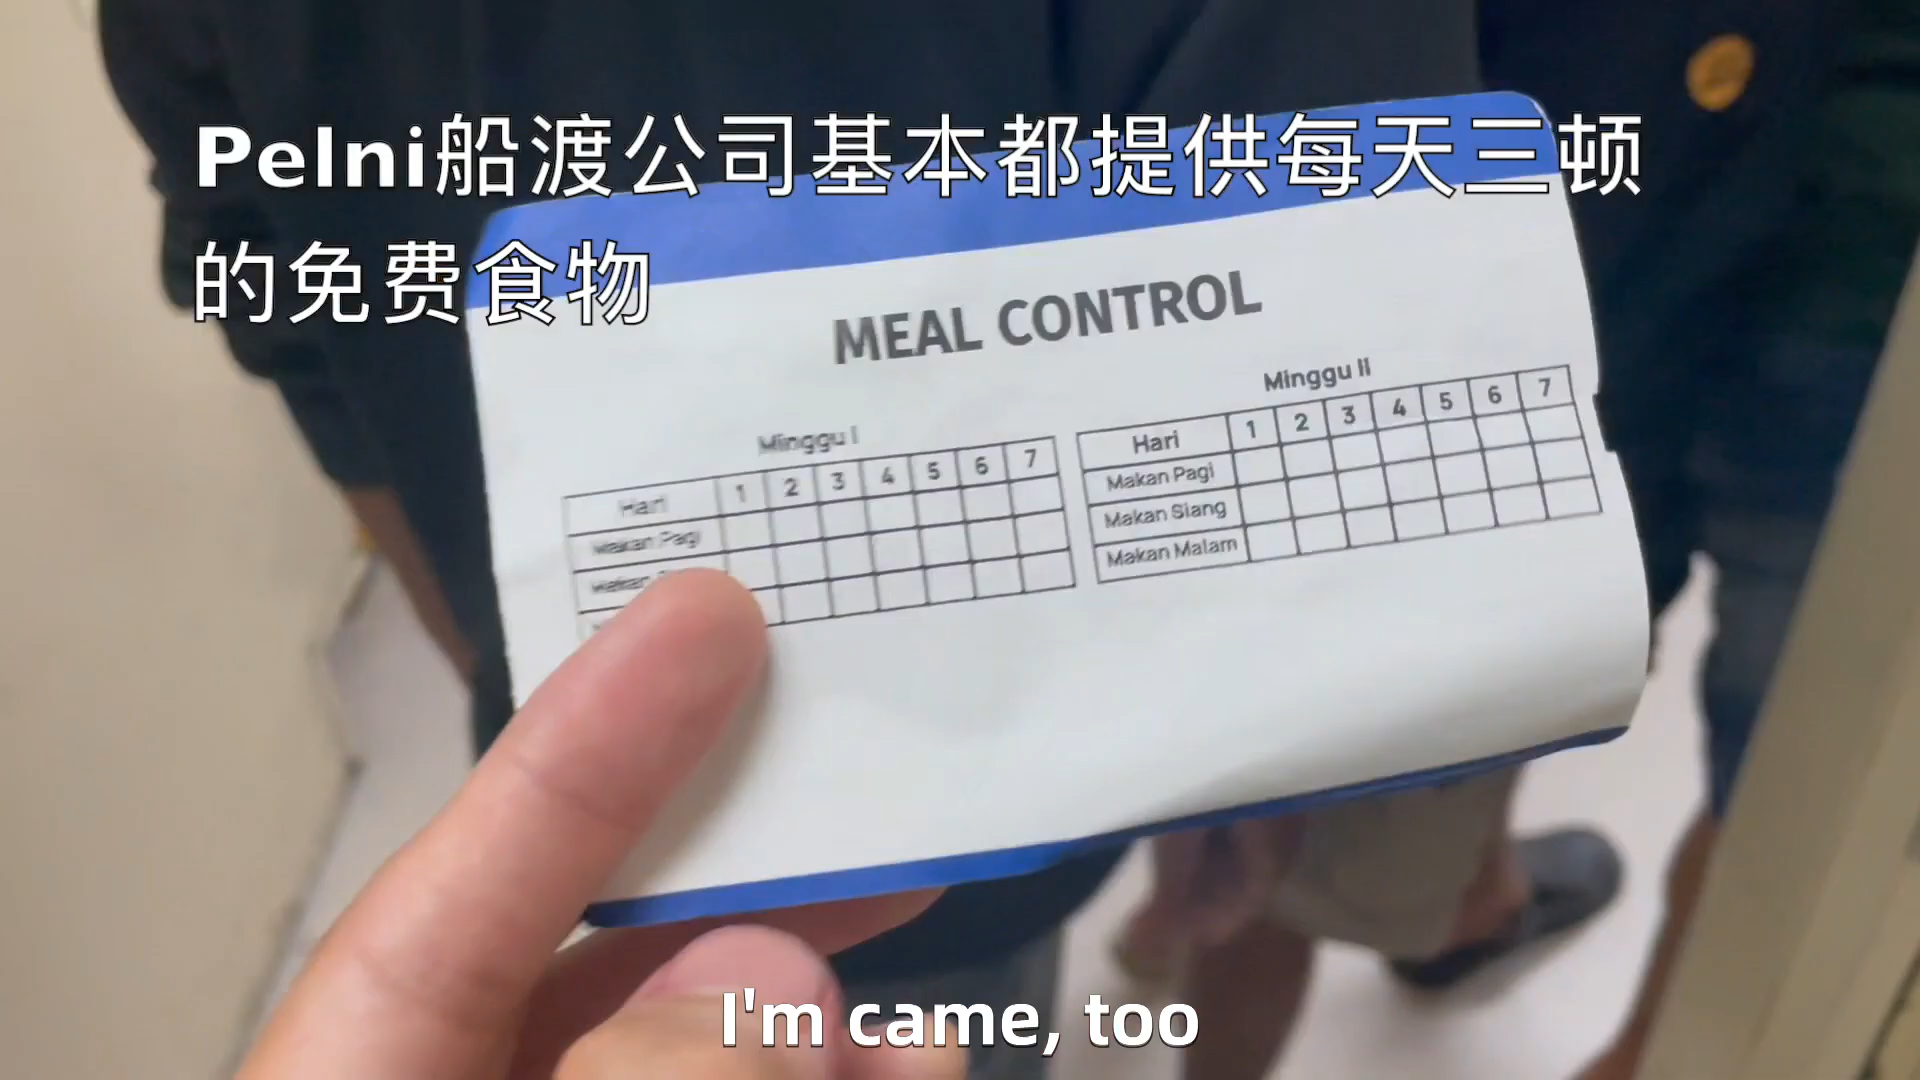 Pelni船渡公司基本都提供每天三顿
的免费食物
MEAL CONTROL
Minggu I
Hari 1 2 3 4 5 6 7
Makan Pagi
Makan
Minggu II
Hari 1 2 3 4 5 6 7
Makan Pagi
Makan Siang
Makan Malam
I'm came, too